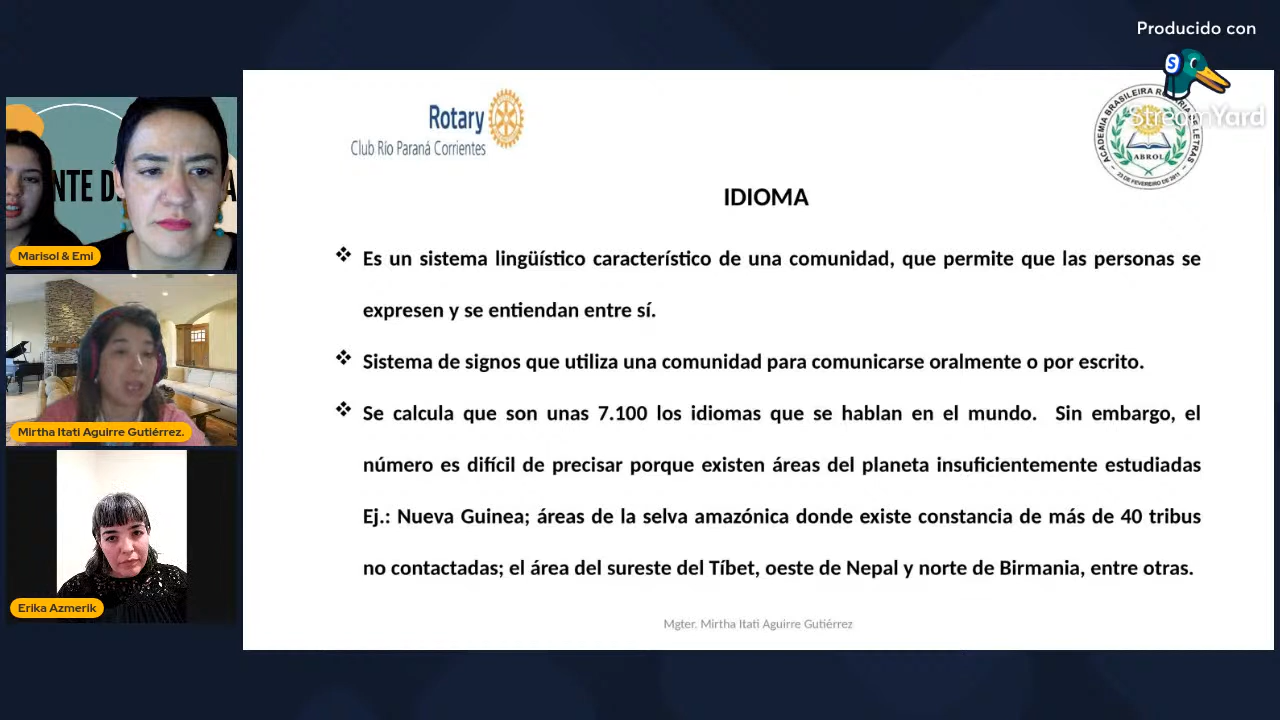 Producido con
StreamYard
Rotary
Club Río Paraná Corrientes
ACADEMIA BRASILEIRA ROTÁRIA DE LETRAS
ABROL
IDIOMA
❖ Es un sistema lingüístico característico de una comunidad, que permite que las personas se
expresen y se entiendan entre sí.
❖ Sistema de signos que utiliza una comunidad para comunicarse oralmente o por escrito.
❖ Se calcula que son unas 7.100 los idiomas que se hablan en el mundo. Sin embargo, el
número es difícil de precisar porque existen áreas del planeta insuficientemente estudiadas
Ej.: Nueva Guinea; áreas de la selva amazónica donde existe constancia de más de 40 tribus
no contactadas; el área del sureste del Tíbet, oeste de Nepal y norte de Birmania, entre otras.
Mgter. Mirtha Itati Aguirre Gutiérrez
Marisol & Emi
Mirtha Itati Aguirre Gutiérrez.
Erika Azmerik